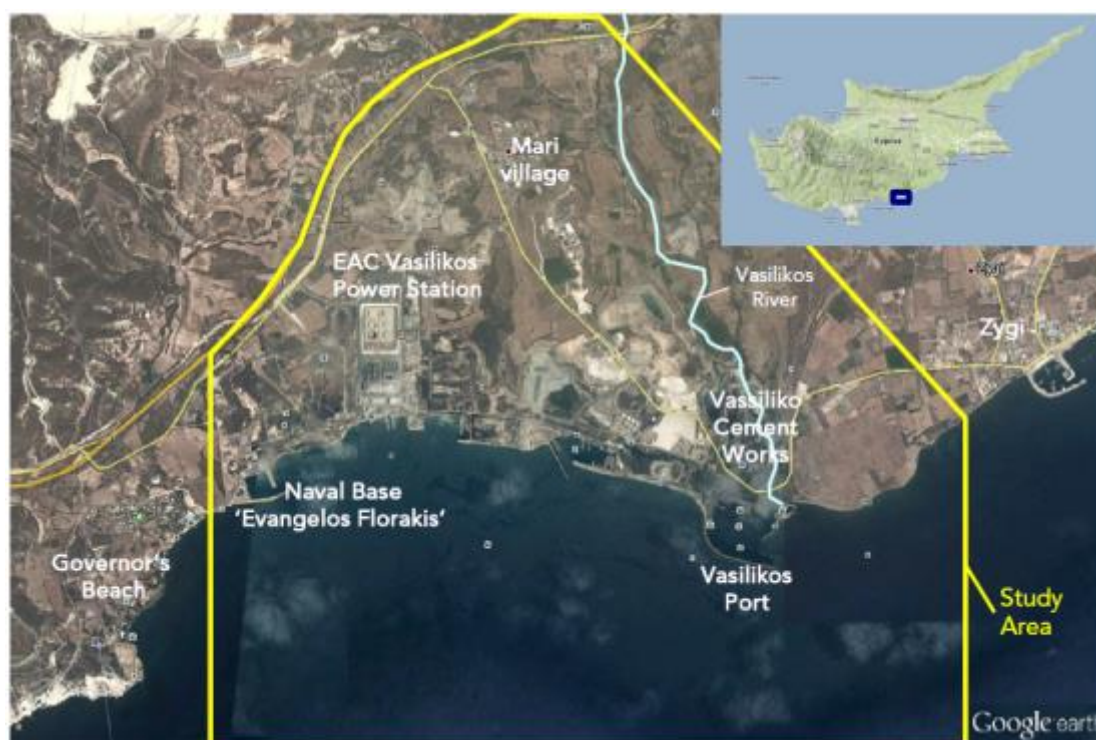 Mari
village
EAC Vasilikos
Power Station
Vasilikos
River
Zygi
Vassiliko
Cement
Works
Naval Base
'Evangelos Florakis'
Governor's
Beach
Vasilikos
Port
Study
Area
Google earth